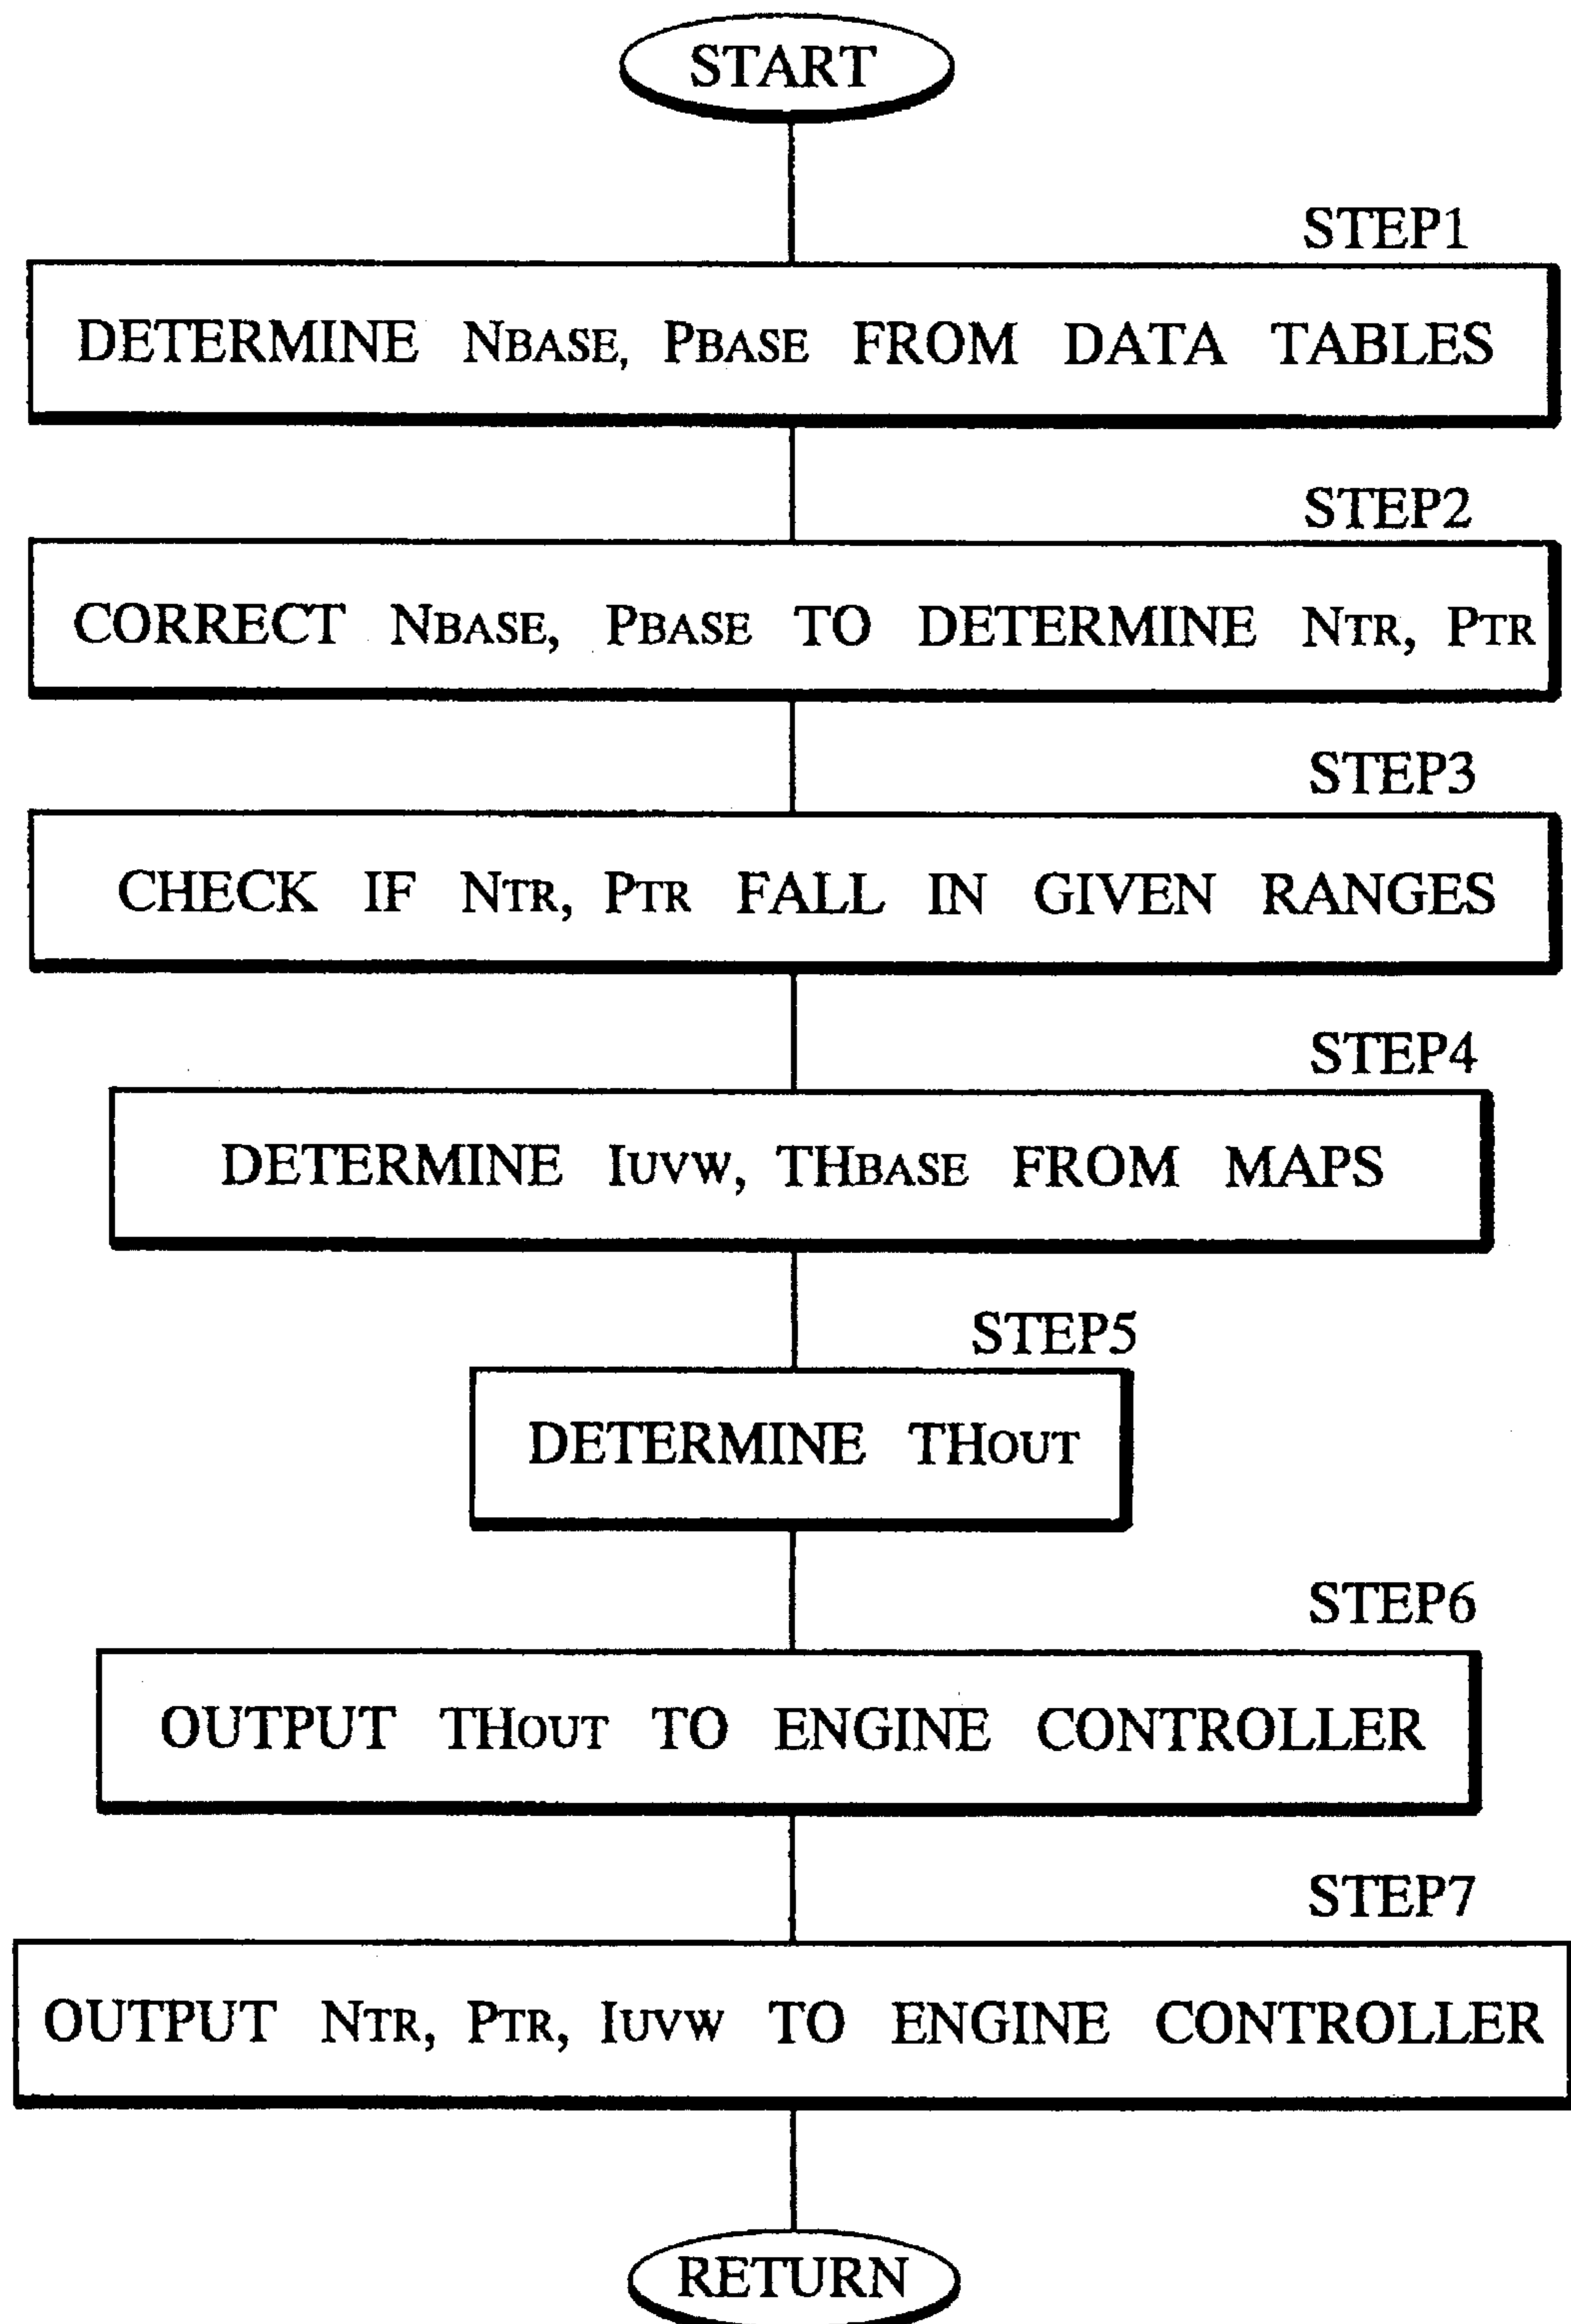 START
STEP1
DETERMINE NBASE, PBASE FROM DATA TABLES
STEP2
CORRECT NBASE, PBASE TO DETERMINE NTR, PTR
STEP3
CHECK IF NTR, PTR FALL IN GIVEN RANGES
STEP4
DETERMINE IUVW, THBASE FROM MAPS
STEP5
DETERMINE THOUT
STEP6
OUTPUT THOUT TO ENGINE CONTROLLER
STEP7
OUTPUT NTR, PTR, IUVW TO ENGINE CONTROLLER
RETURN